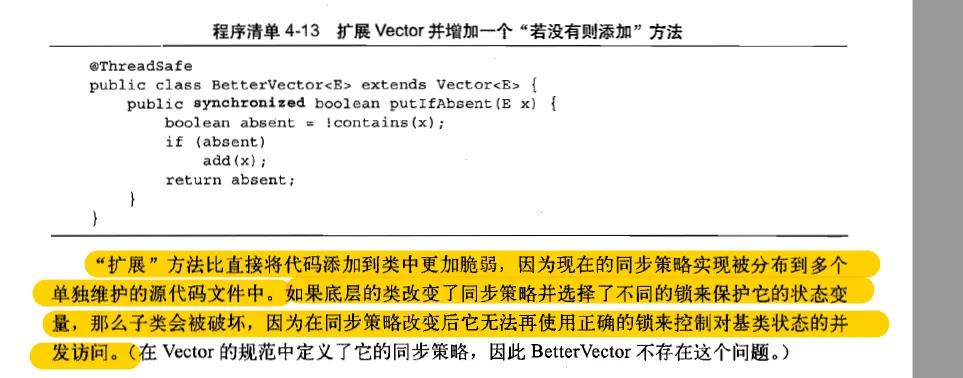 程序清单 4-13 扩展 Vector 并增加一个“若没有则添加”方法
@ThreadSafe
public class BetterVector<E> extends Vector<E> {
public synchronized boolean putIfAbsent(E x) {
boolean absent = !contains(x);
if (absent)
add(x);
return absent;
}
}
“扩展”方法比直接将代码添加到类中更加脆弱，因为现在的同步策略实现被分布到多个
单独维护的源代码文件中。如果底层的类改变了同步策略并选择了不同的锁来保护它的状态变
量，那么子类会被破坏，因为在同步策略改变后它无法再使用正确的锁来控制对基类状态的并
发访问。（在 Vector 的规范中定义了它的同步策略，因此 BetterVector 不存在这个问题。）